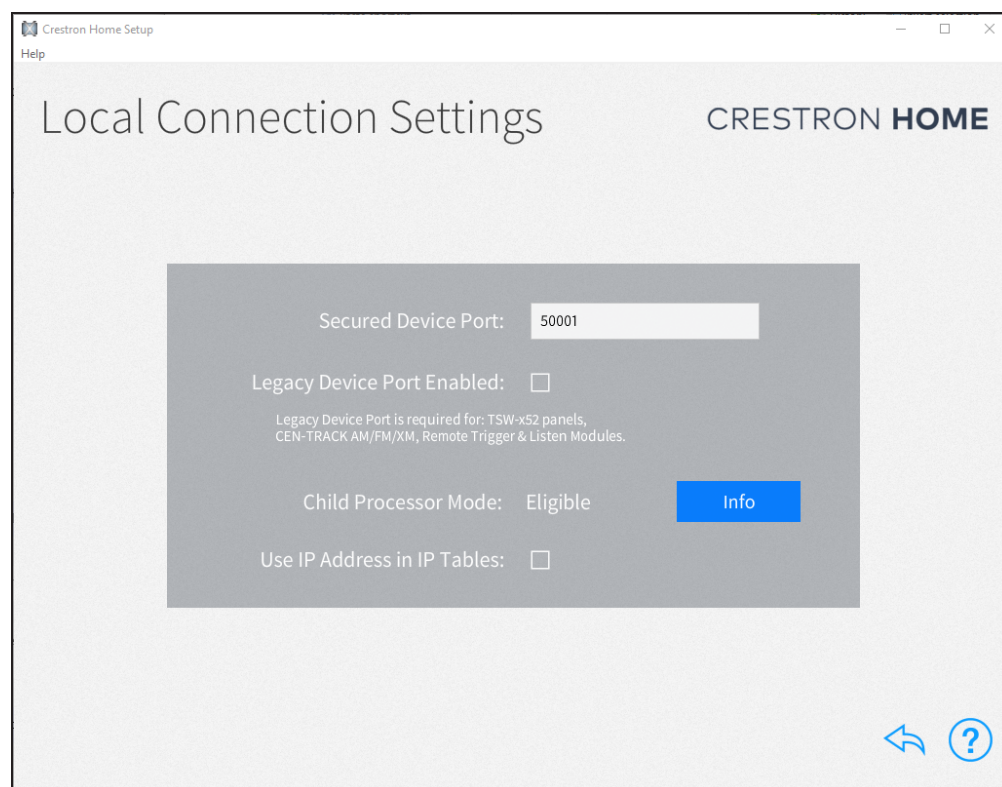 Crestron Home Setup
Help
Local Connection Settings
CRESTRON HOME
Secured Device Port:
50001
Legacy Device Port Enabled:
Legacy Device Port is required for: TSW-x52 panels,
CEN-TRACK AM/FM/XM, Remote Trigger & Listen Modules.
Child Processor Mode:
Eligible
Info
Use IP Address in IP Tables:
?